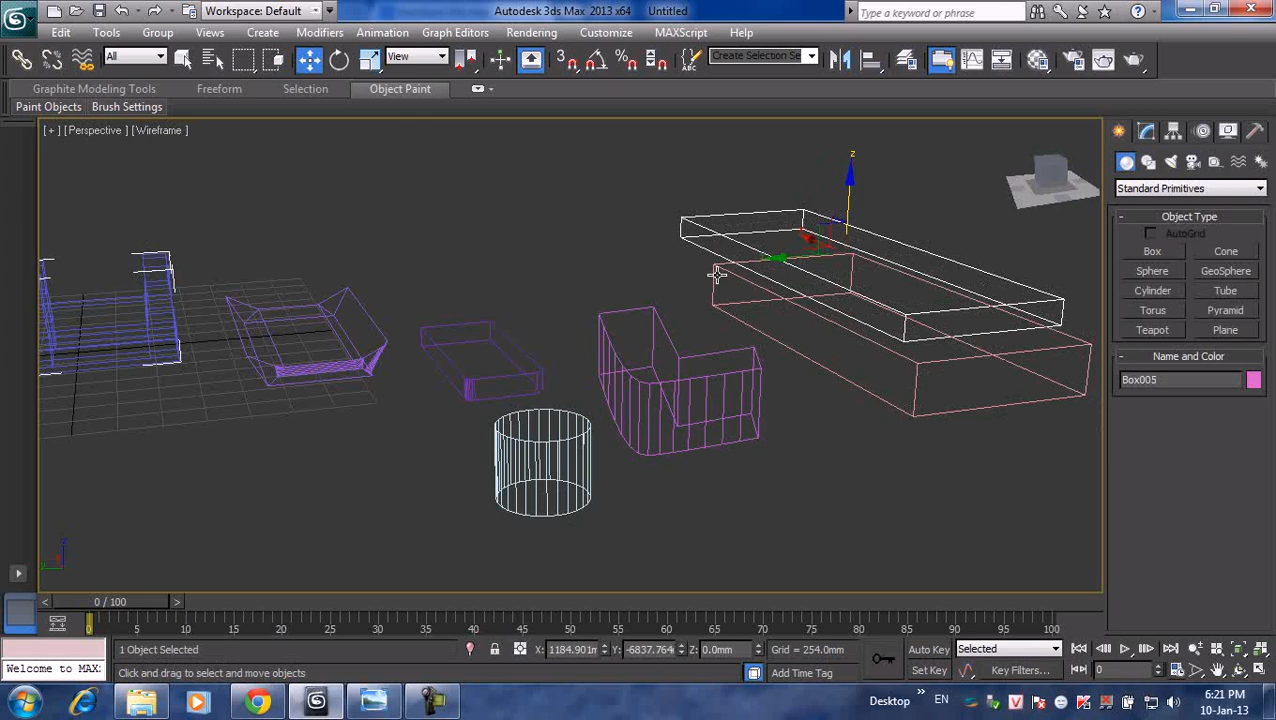 Workspace: Default
Autodesk 3ds Max 2013 x64 Untitled
Type a keyword or phrase
Edit Tools Group Views Create Modifiers Animation Graph Editors Rendering Customize MAXScript Help
All
View
3
Create Selection Se
Graphite Modeling Tools Freeform Selection Object Paint
Paint Objects Brush Settings
[ + ] [ Perspective ] [ Wireframe ]
z
Standard Primitives
- Object Type
AutoGrid
Box Cone
Sphere GeoSphere
Cylinder Tube
Torus Pyramid
Teapot Plane
- Name and Color
Box005
z
y
0 / 100
0 5 10 15 20 25 30 35 40 45 50 55 60 65 70 75 80 85 90 95 100
1 Object Selected X: 1184.901m Y: -6837.764 Z: 0.0mm Grid = 254.0mm Auto Key Selected
Welcome to MAX: Click and drag to select and move objects Add Time Tag Set Key Key Filters... 0
Desktop EN 6:21 PM
10-Jan-13